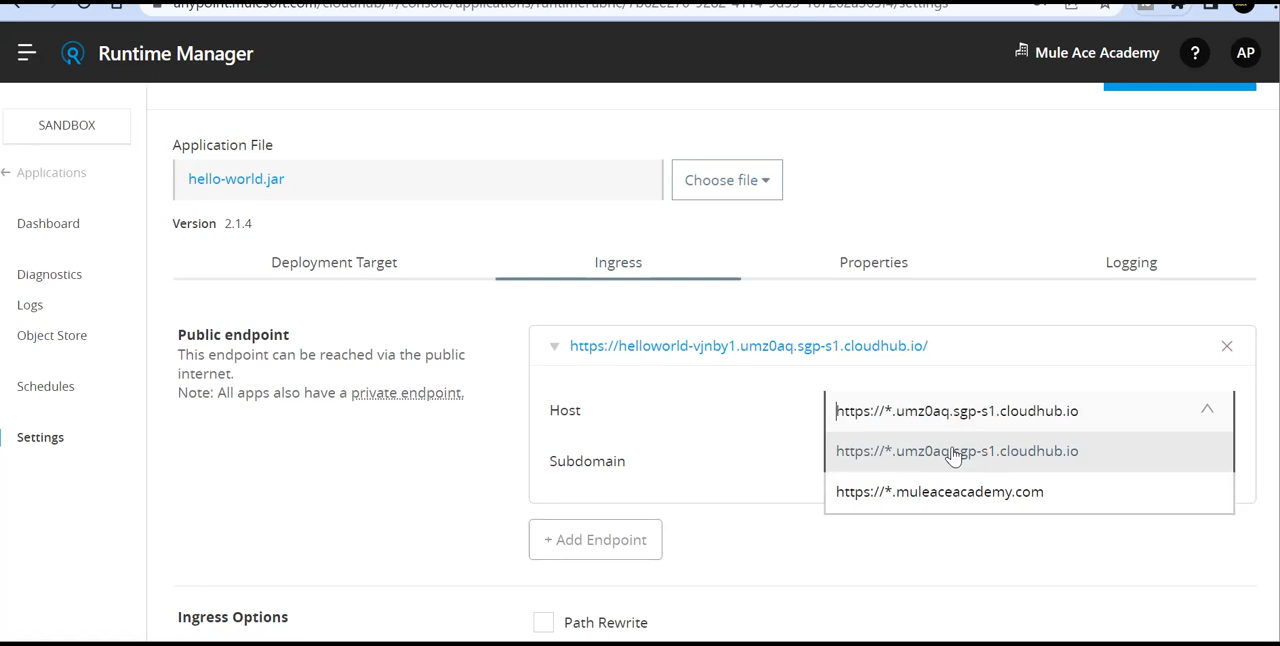 Runtime Manager
Mule Ace Academy
?
AP
SANDBOX
Applications
Dashboard
Diagnostics
Logs
Object Store
Schedules
Settings
Application File
hello-world.jar
Choose file
Version 2.1.4
Deployment Target
Ingress
Properties
Logging
Public endpoint
This endpoint can be reached via the public
internet.
Note: All apps also have a private endpoint.
https://helloworld-vjnby1.umz0aq.sgp-s1.cloudhub.io/
Host
https://*.umz0aq.sgp-s1.cloudhub.io
https://*.umz0aq.sgp-s1.cloudhub.io
https://*.muleaceacademy.com
Subdomain
+ Add Endpoint
Ingress Options
Path Rewrite